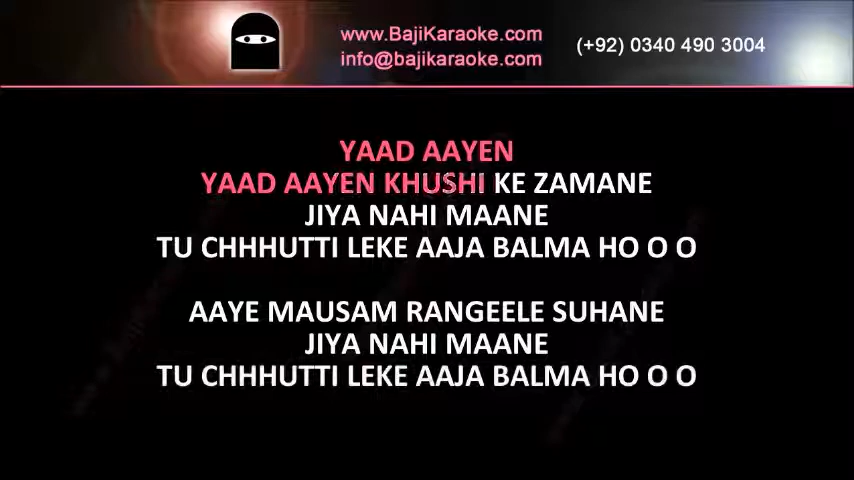 www.BajiKaraoke.com
info@bajikaraoke.com
(+92) 0340 490 3004
YAAD AAYEN
YAAD AAYEN KHUSHI KE ZAMANE
JIYA NAHI MAANE
TU CHHHUTTI LEKE AAJA BALMA HO O O
AAYE MAUSAM RANGEELE SUHANE
JIYA NAHI MAANE
TU CHHHUTTI LEKE AAJA BALMA HO O O